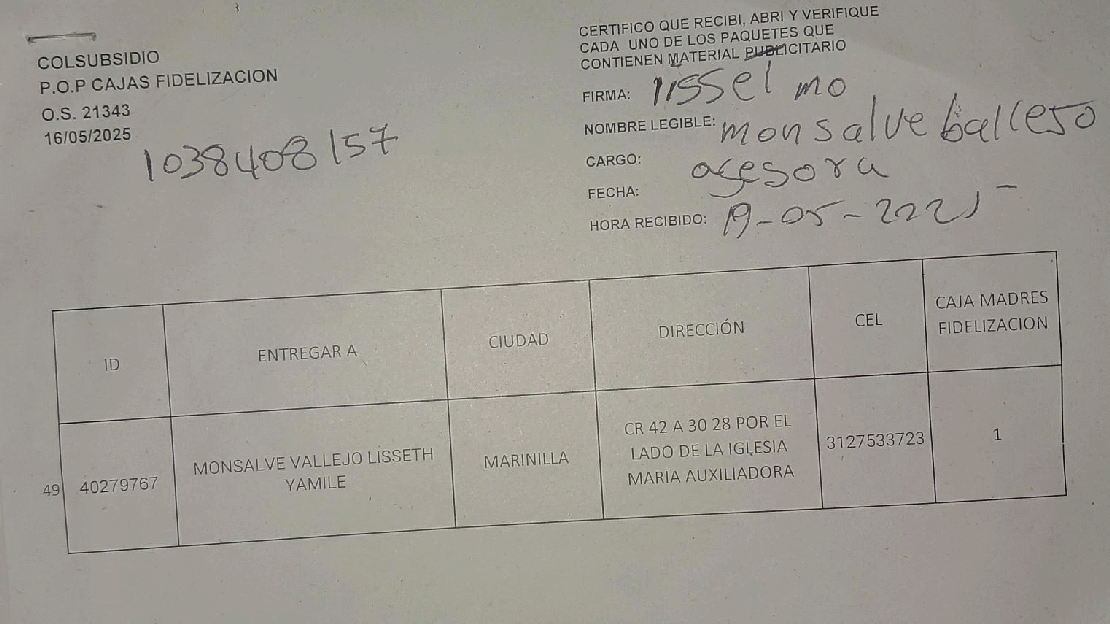 COLSUBSIDIO
P.O.P CAJAS FIDELIZACION
O.S. 21343
16/05/2025
1038408157
CERTIFICO QUE RECIBI, ABRI Y VERIFIQUE
CADA UNO DE LOS PAQUETES QUE
CONTIENEN MATERIAL PUBLICITARIO
FIRMA: lissel mo
NOMBRE LEGIBLE: monsalve balleso
CARGO: asesora
FECHA:
HORA RECIBIDO: 19-05-2225
ID ENTREGAR A CIUDAD DIRECCIÓN CEL CAJA MADRES
FIDELIZACION
49 40279767 MONSALVE VALLEJO LISSETH
YAMILE
MARINILLA
CR 42 A 30 28 POR EL
LADO DE LA IGLESIA
MARIA AUXILIADORA
3127533723
1